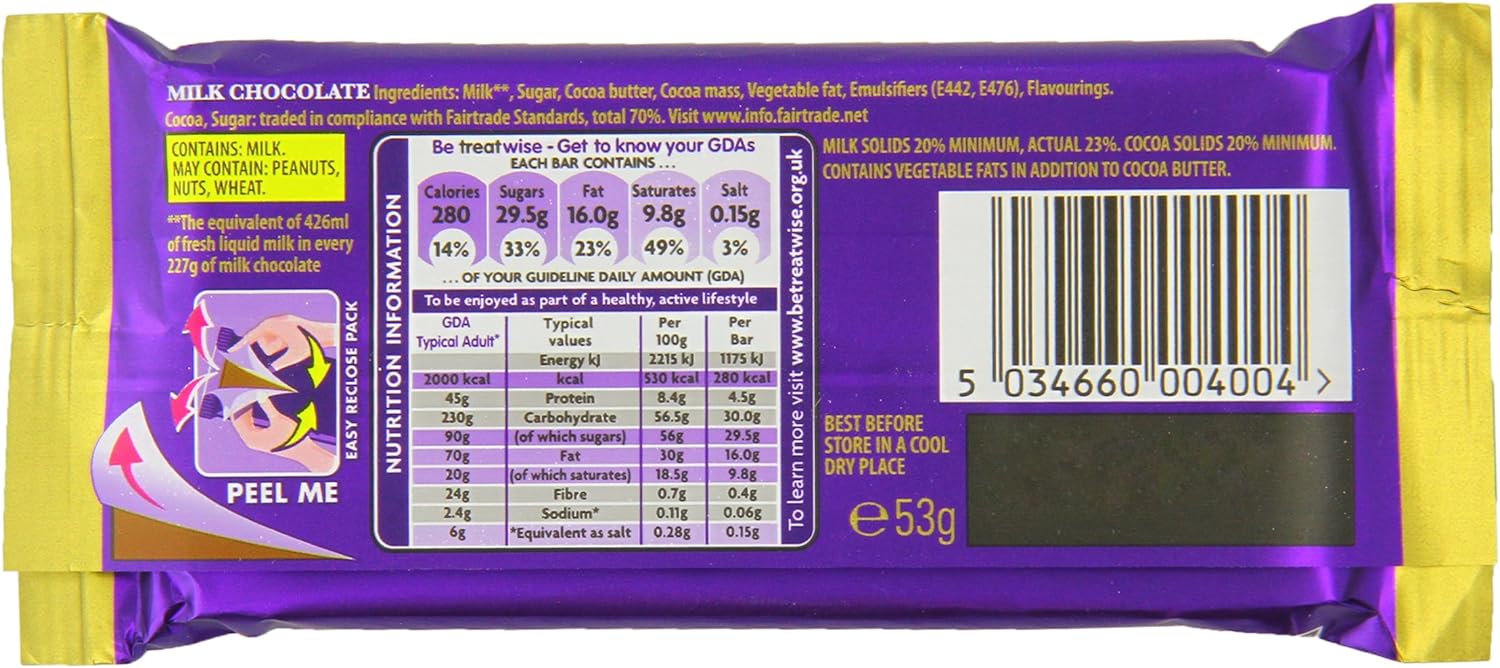 MILK CHOCOLATE Ingredients: Milk**, Sugar, Cocoa butter, Cocoa mass, Vegetable fat, Emulsifiers (E442, E476), Flavourings.
Cocoa, Sugar: traded in compliance with Fairtrade Standards, total 70%. Visit www.info.fairtrade.net
CONTAINS: MILK.
MAY CONTAIN: PEANUTS,
NUTS, WHEAT.
**The equivalent of 426ml
of fresh liquid milk in every
227g of milk chocolate
EASY RECLOSE PACK
PEEL ME
NUTRITION INFORMATION
Be treatwise - Get to know your GDAs
EACH BAR CONTAINS ...
Calories Sugars Fat Saturates Salt
280 29.5g 16.0g 9.8g 0.15g
14% 33% 23% 49% 3%
... OF YOUR GUIDELINE DAILY AMOUNT (GDA)
To be enjoyed as part of a healthy, active lifestyle
GDA Typical Per Per
Typical Adult* values 100g Bar
Energy kJ 2215 kJ 1175 kJ
2000 kcal kcal 530 kcal 280 kcal
45g Protein 8.4g 4.5g
230g Carbohydrate 56.5g 30.0g
90g (of which sugars) 56g 29.5g
70g Fat 30g 16.0g
20g (of which saturates) 18.5g 9.8g
24g Fibre 0.7g 0.4g
2.4g Sodium* 0.11g 0.06g
6g *Equivalent as salt 0.28g 0.15g
To learn more visit www.betreatwise.org.uk
MILK SOLIDS 20% MINIMUM, ACTUAL 23%. COCOA SOLIDS 20% MINIMUM.
CONTAINS VEGETABLE FATS IN ADDITION TO COCOA BUTTER.
5 034660 004004 >
BEST BEFORE
STORE IN A COOL
DRY PLACE
e53g